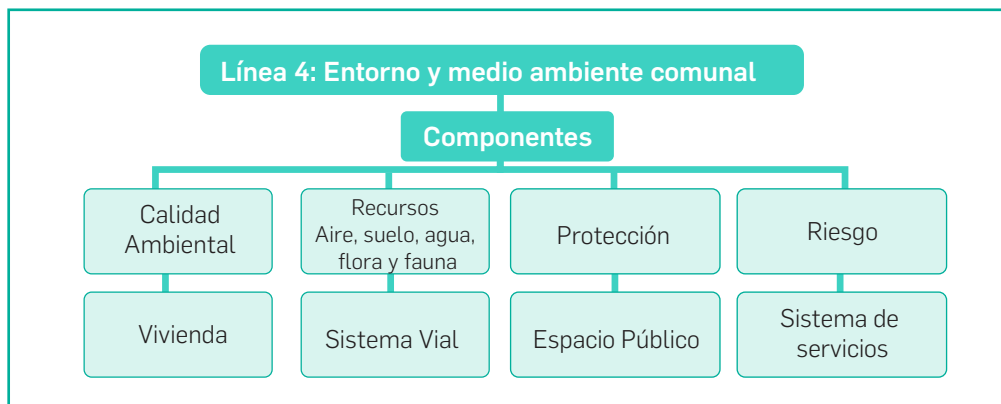 Línea 4: Entorno y medio ambiente comunal
Componentes
Calidad
Ambiental
Recursos
Aire, suelo, agua,
flora y fauna
Protección
Riesgo
Vivienda
Sistema Vial
Espacio Público
Sistema de
servicios